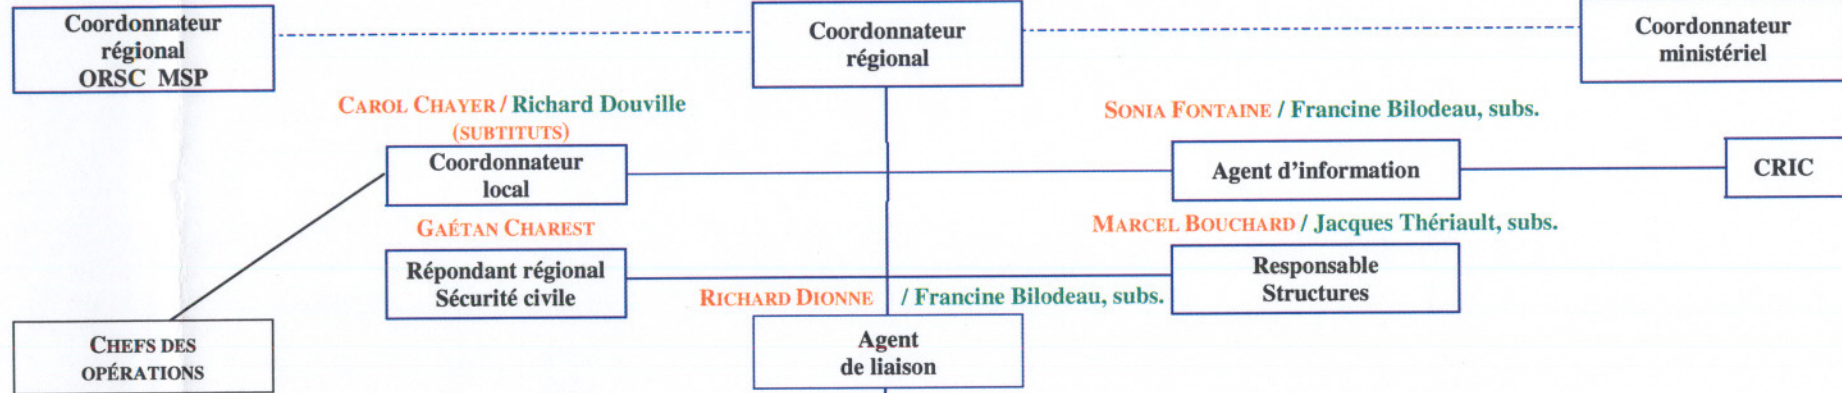 Coordonnateur
régional
ORSC MSP
Coordonnateur
régional
Coordonnateur
ministériel
CAROL CHAYER / Richard Douville
(SUBTITUTS)
SONIA FONTAINE / Francine Bilodeau, subs.
Coordonnateur
local
Agent d'information
CRIC
GAÉTAN CHAREST
MARCEL BOUCHARD / Jacques Thériault, subs.
Répondant régional
Sécurité civile
Responsable
Structures
RICHARD DIONNE / Francine Bilodeau, subs.
CHEFS DES
OPÉRATIONS
Agent
de liaison